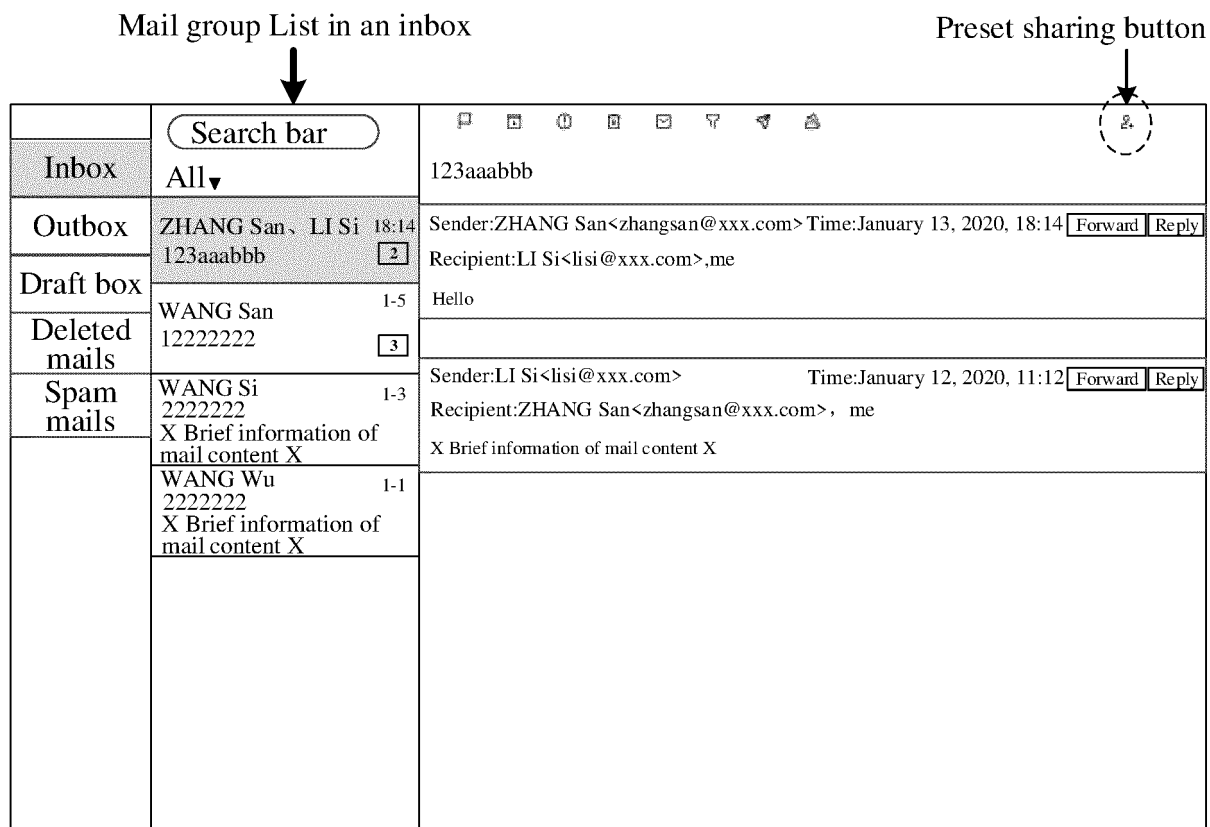 Mail group List in an inbox
Preset sharing button
Search bar
All▼
Inbox
Outbox
Draft box
Deleted
mails
Spam
mails
ZHANG San、LI Si 18:14
123aaabbb 2
WANG San 1-5
12222222 3
WANG Si 1-3
2222222
X Brief information of
mail content X
WANG Wu 1-1
2222222
X Brief information of
mail content X
123aaabbb
Sender:ZHANG San<zhangsan@xxx.com> Time:January 13, 2020, 18:14 Forward Reply
Recipient:LI Si<lisi@xxx.com>,me
Hello
Sender:LI Si<lisi@xxx.com> Time:January 12, 2020, 11:12 Forward Reply
Recipient:ZHANG San<zhangsan@xxx.com>，me
X Brief information of mail content X